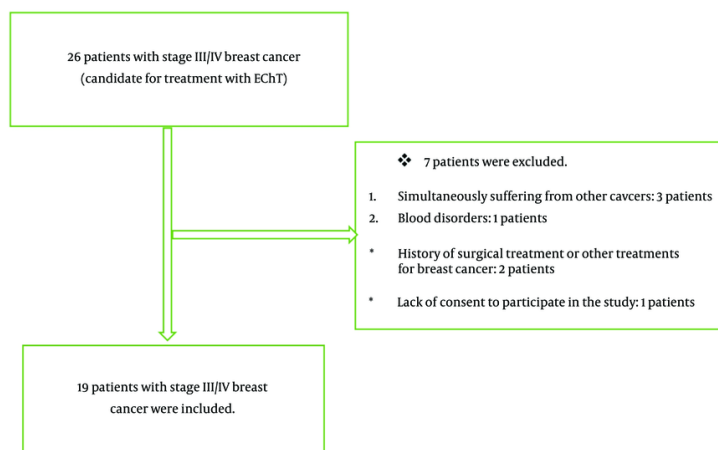 26 patients with stage III/IV breast cancer
(candidate for treatment with EChT)
❖ 7 patients were excluded.
1. Simultaneously suffering from other cavcers: 3 patients
2. Blood disorders: 1 patients
* History of surgical treatment or other treatments
for breast cancer: 2 patients
* Lack of consent to participate in the study: 1 patients
19 patients with stage III/IV breast
cancer were included.